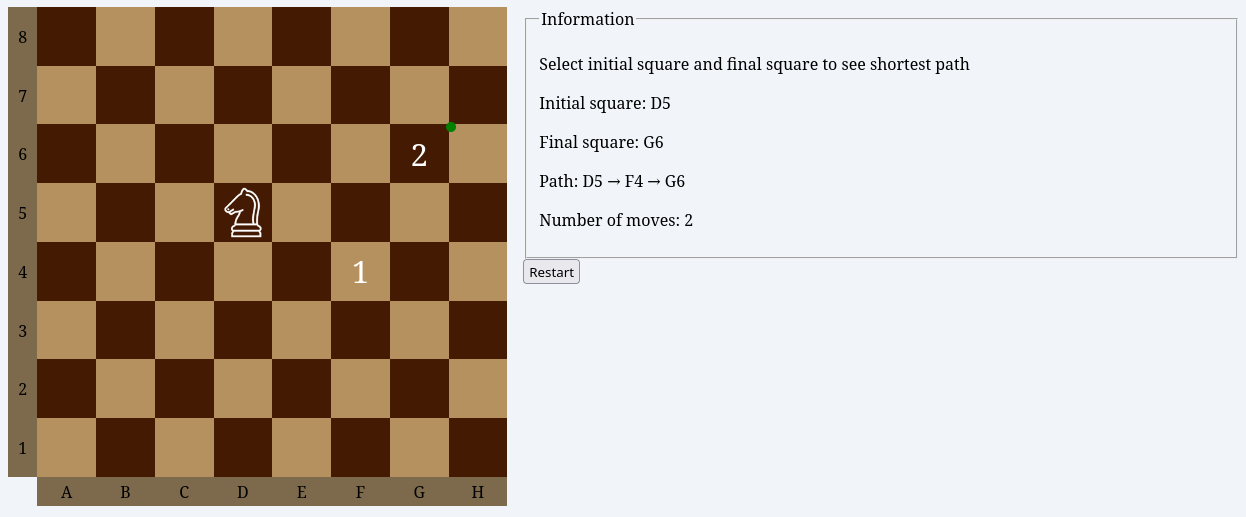 8
7
6
5
4
3
2
1
2
1
A B C D E F G H
Information
Select initial square and final square to see shortest path
Initial square: D5
Final square: G6
Path: D5 → F4 → G6
Number of moves: 2
Restart